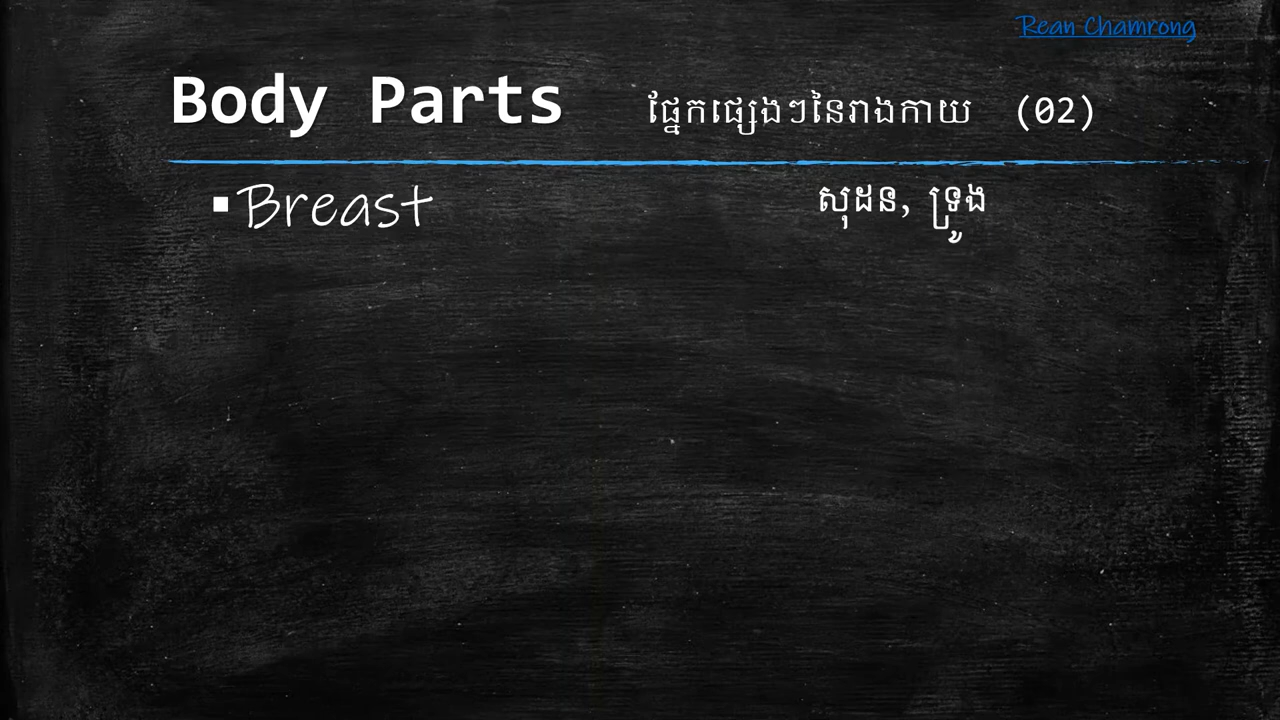 Rean Chamrong
Body Parts ផ្នែកផ្សេងៗនៃរាងកាយ (02)
▪Breast សុដន, ទ្រូង